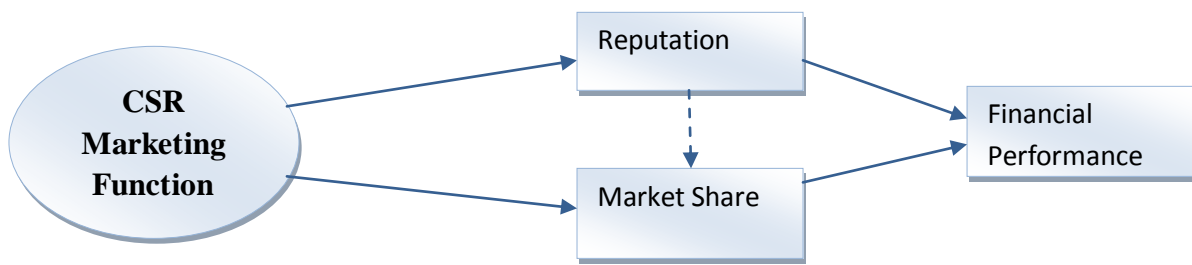 CSR
Marketing
Function
Reputation
Market Share
Financial
Performance